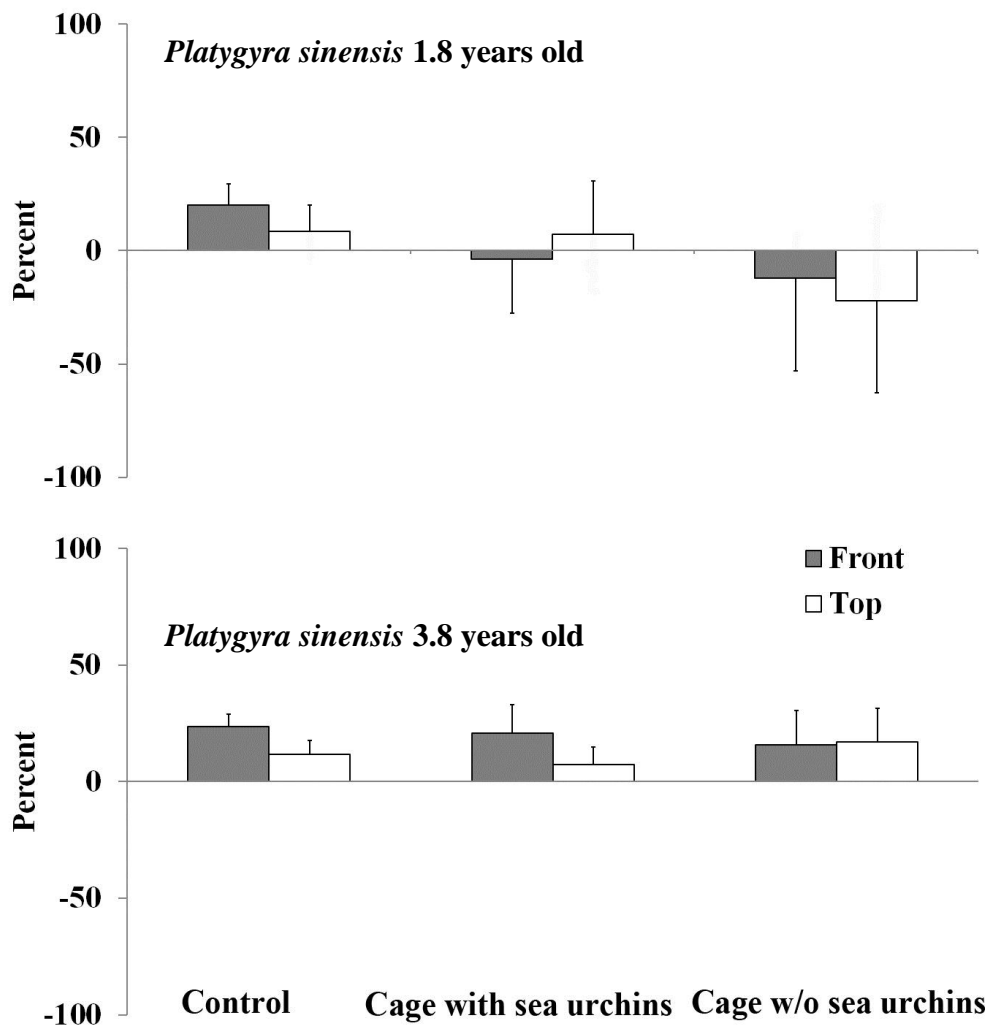 100
Platygyra sinensis 1.8 years old
50
0
-50
-100
Percent
100
Front
Top
Platygyra sinensis 3.8 years old
50
0
-50
-100
Percent
Control
Cage with sea urchins
Cage w/o sea urchins